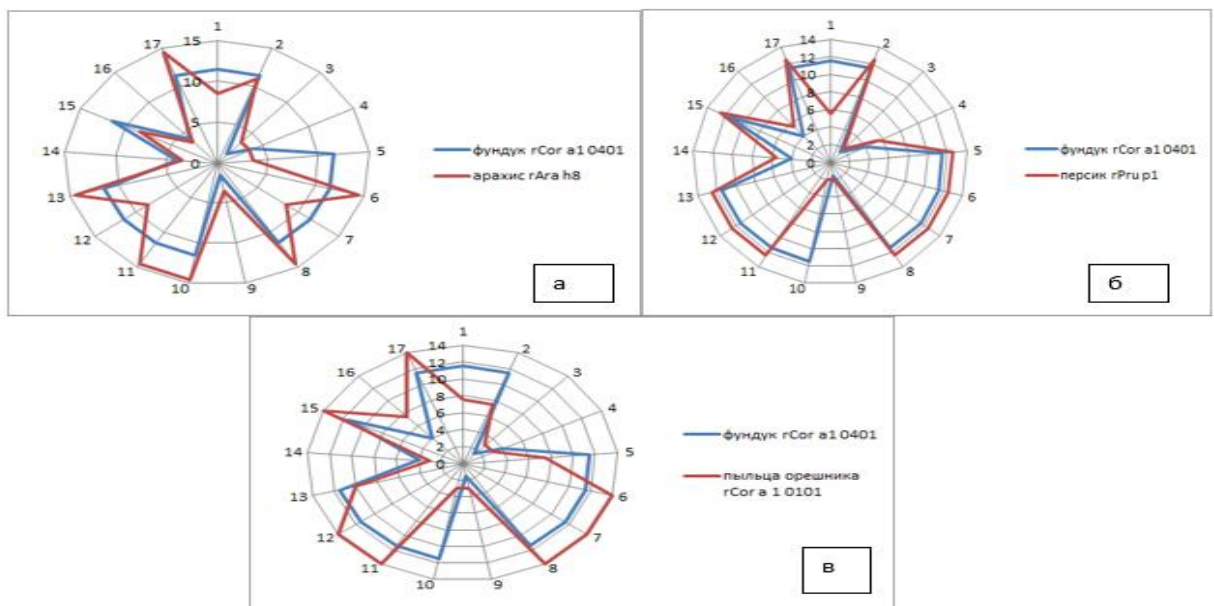 1
17 15 2
16 10 3
15 5 4
14 0 5
13 6
12 7
11 8
10 9
фундук rCor a1 0401
арахис rAra h8
а
1
17 14 2
16 12 3
10
15 8 4
6
4
2
14 0 5
13 6
12 7
11 8
10 9
фундук rCor a1 0401
персик rPru p1
б
1
17 14 2
16 12 3
10
15 8 4
6
4
2
14 0 5
13 6
12 7
11 8
10 9
фундук rCor a1 0401
пыльца орешника
rCor a 1 0101
в